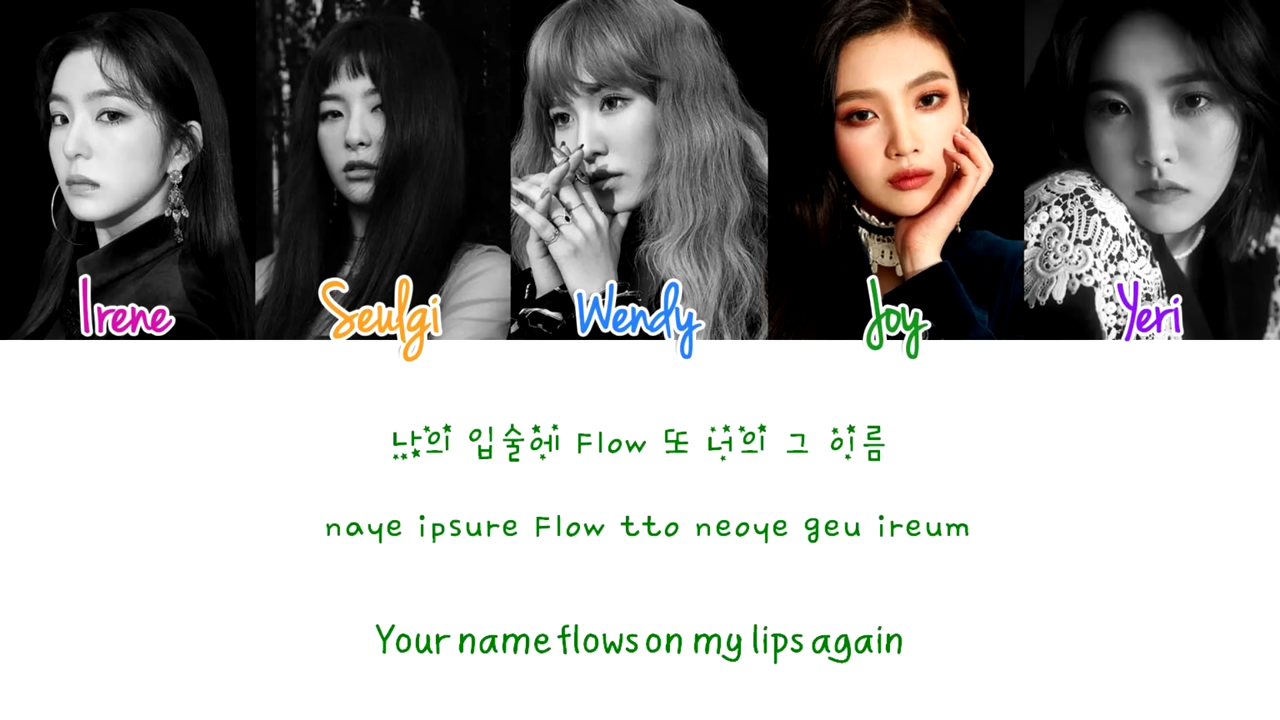 Irene
Seulgi
Wendy
Joy
Yeri
나의 입술에 Flow 또 너의 그 이름
naye ipsure Flow tto neoye geu ireum
Your name flows on my lips again